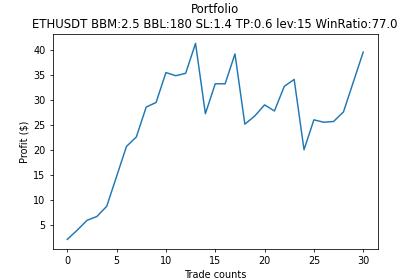 Portfolio
ETHUSDT BBM:2.5 BBL:180 SL:1.4 TP:0.6 lev:15 WinRatio:77.0
40
35
30
25
20
15
10
5
Profit ($)
0 5 10 15 20 25 30
Trade counts